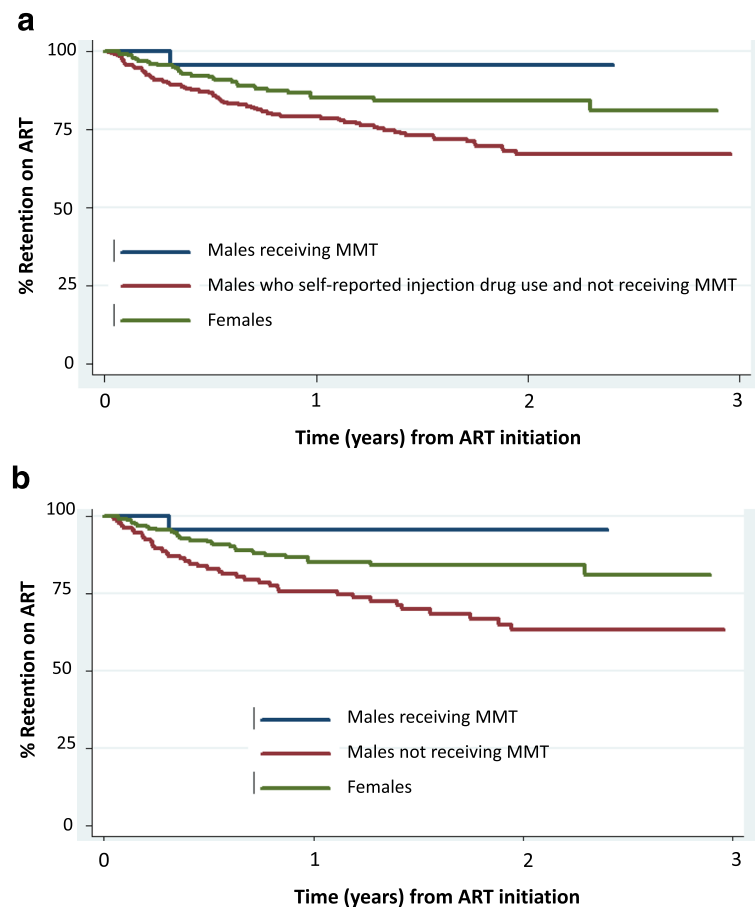 a
100
75
50
25
0
% Retention on ART
Males receiving MMT
Males who self-reported injection drug use and not receiving MMT
Females
0 1 2 3
Time (years) from ART initiation
b
100
75
50
25
0
% Retention on ART
Males receiving MMT
Males not receiving MMT
Females
0 1 2 3
Time (years) from ART initiation